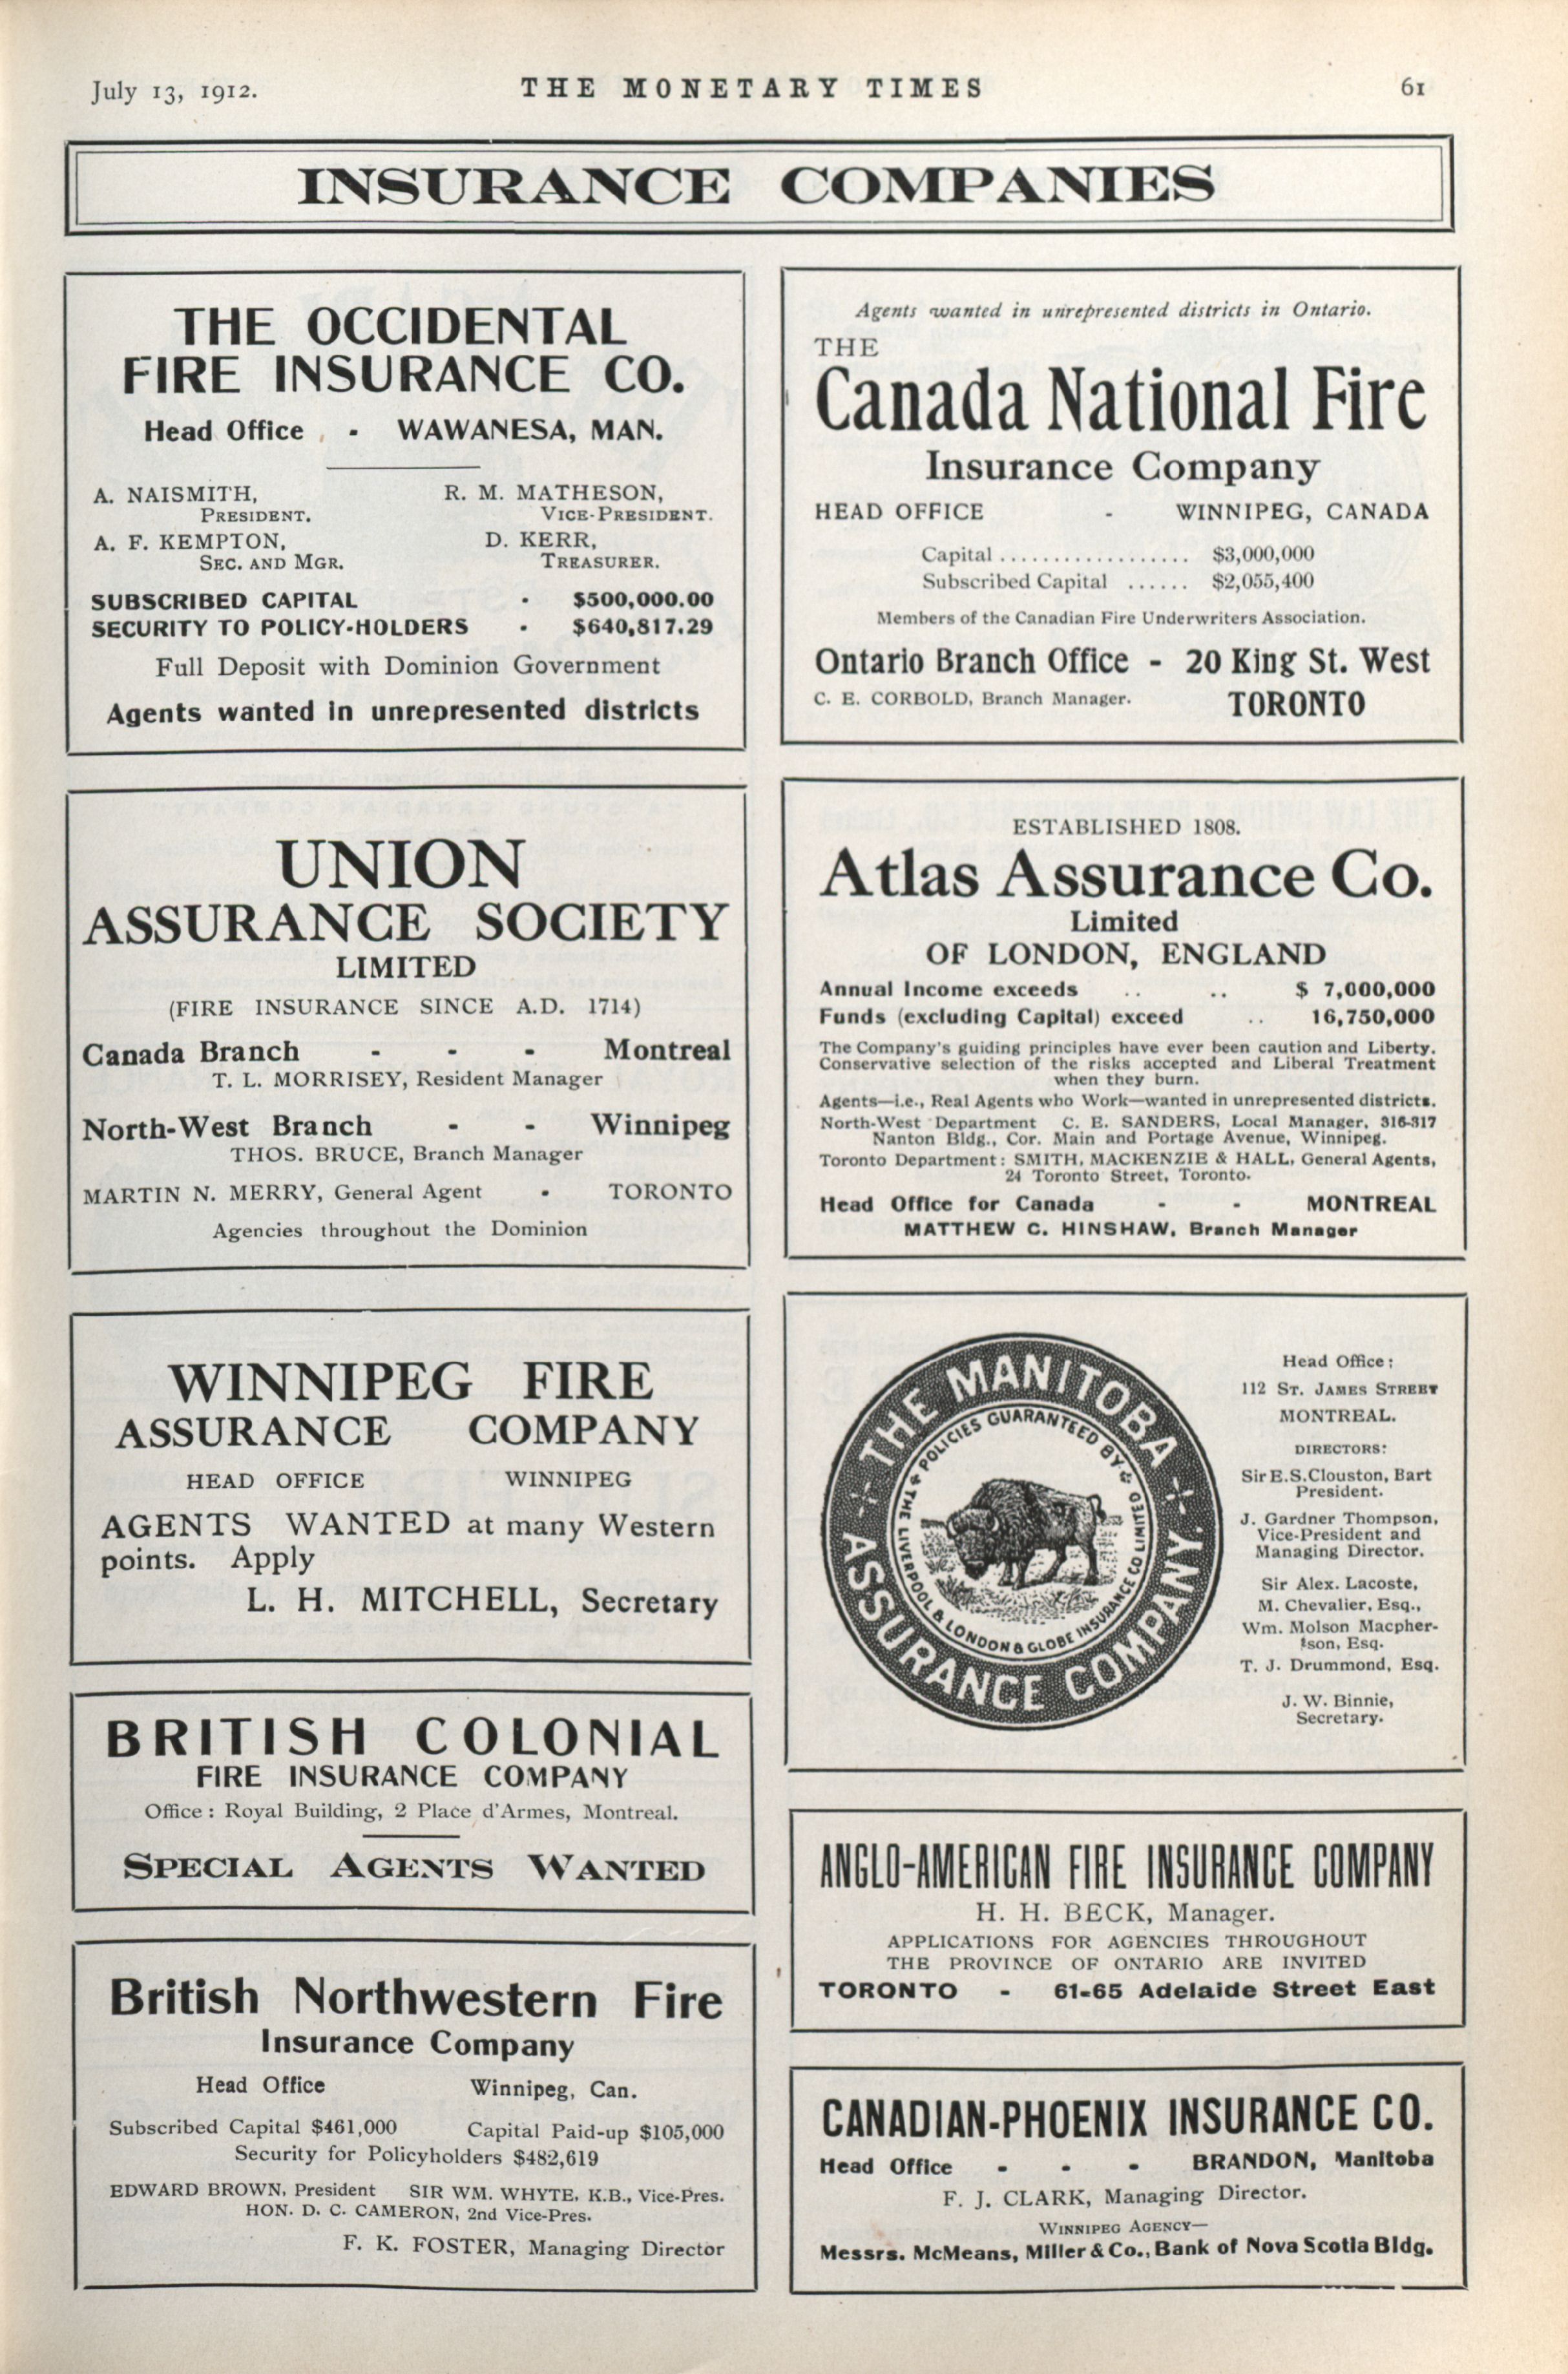 July 13, 1912.
THE MONETARY TIMES
61
INSURANCE COMPANIES
THE OCCIDENTAL
FIRE INSURANCE CO.
Head Office - WAWANESA, MAN.
A. NAISMITH, R. M. MATHESON,
PRESIDENT. VICE-PRESIDENT.
A. F. KEMPTON, D. KERR,
SEC. AND MGR. TREASURER.
SUBSCRIBED CAPITAL - $500,000.00
SECURITY TO POLICY-HOLDERS - $640,817.29
Full Deposit with Dominion Government
Agents wanted in unrepresented districts
UNION
ASSURANCE SOCIETY
LIMITED
(FIRE INSURANCE SINCE A.D. 1714)
Canada Branch - - - Montreal
T. L. MORRISEY, Resident Manager
North-West Branch - - Winnipeg
THOS. BRUCE, Branch Manager
MARTIN N. MERRY, General Agent - TORONTO
Agencies throughout the Dominion
WINNIPEG FIRE
ASSURANCE COMPANY
HEAD OFFICE WINNIPEG
AGENTS WANTED at many Western
points. Apply
L. H. MITCHELL, Secretary
BRITISH COLONIAL
FIRE INSURANCE COMPANY
Office : Royal Building, 2 Place d'Armes, Montreal.
SPECIAL AGENTS WANTED
British Northwestern Fire
Insurance Company
Head Office Winnipeg, Can.
Subscribed Capital $461,000 Capital Paid-up $105,000
Security for Policyholders $482,619
EDWARD BROWN, President SIR WM. WHYTE, K.B., Vice-Pres.
HON. D. C. CAMERON, 2nd Vice-Pres.
F. K. FOSTER, Managing Director
Agents wanted in unrepresented districts in Ontario.
THE
Canada National Fire
Insurance Company
HEAD OFFICE - WINNIPEG, CANADA
Capital .................. $3,000,000
Subscribed Capital ...... $2,055,400
Members of the Canadian Fire Underwriters Association.
Ontario Branch Office - 20 King St. West
C. E. CORBOLD, Branch Manager. TORONTO
ESTABLISHED 1808.
Atlas Assurance Co.
Limited
OF LONDON, ENGLAND
Annual Income exceeds .. .. $ 7,000,000
Funds (excluding Capital) exceed .. 16,750,000
The Company's guiding principles have ever been caution and Liberty.
Conservative selection of the risks accepted and Liberal Treatment
when they burn.
Agents—i.e., Real Agents who Work—wanted in unrepresented districts.
North-West Department C. E. SANDERS, Local Manager, 316-317
Nanton Bldg., Cor. Main and Portage Avenue, Winnipeg.
Toronto Department : SMITH, MACKENZIE & HALL, General Agents,
24 Toronto Street, Toronto.
Head Office for Canada - - MONTREAL
MATTHEW C. HINSHAW, Branch Manager
THE MANITOBA
ASSURANCE COMPANY.
POLICIES GUARANTEED BY
THE LIVERPOOL & LONDON & GLOBE INSURANCE CO LIMITED
Head Office :
112 ST. JAMES STREET
MONTREAL.
DIRECTORS:
Sir E.S.Clouston, Bart
President.
J. Gardner Thompson,
Vice-President and
Managing Director.
Sir Alex. Lacoste,
M. Chevalier, Esq.,
Wm. Molson Macpher-
son, Esq.
T. J. Drummond, Esq.
J. W. Binnie,
Secretary.
ANGLO-AMERICAN FIRE INSURANCE COMPANY
H. H. BECK, Manager.
APPLICATIONS FOR AGENCIES THROUGHOUT
THE PROVINCE OF ONTARIO ARE INVITED
TORONTO - 61-65 Adelaide Street East
CANADIAN-PHOENIX INSURANCE CO.
Head Office - - - BRANDON, Manitoba
F. J. CLARK, Managing Director.
WINNIPEG AGENCY—
Messrs. McMeans, Miller & Co., Bank of Nova Scotia Bldg.